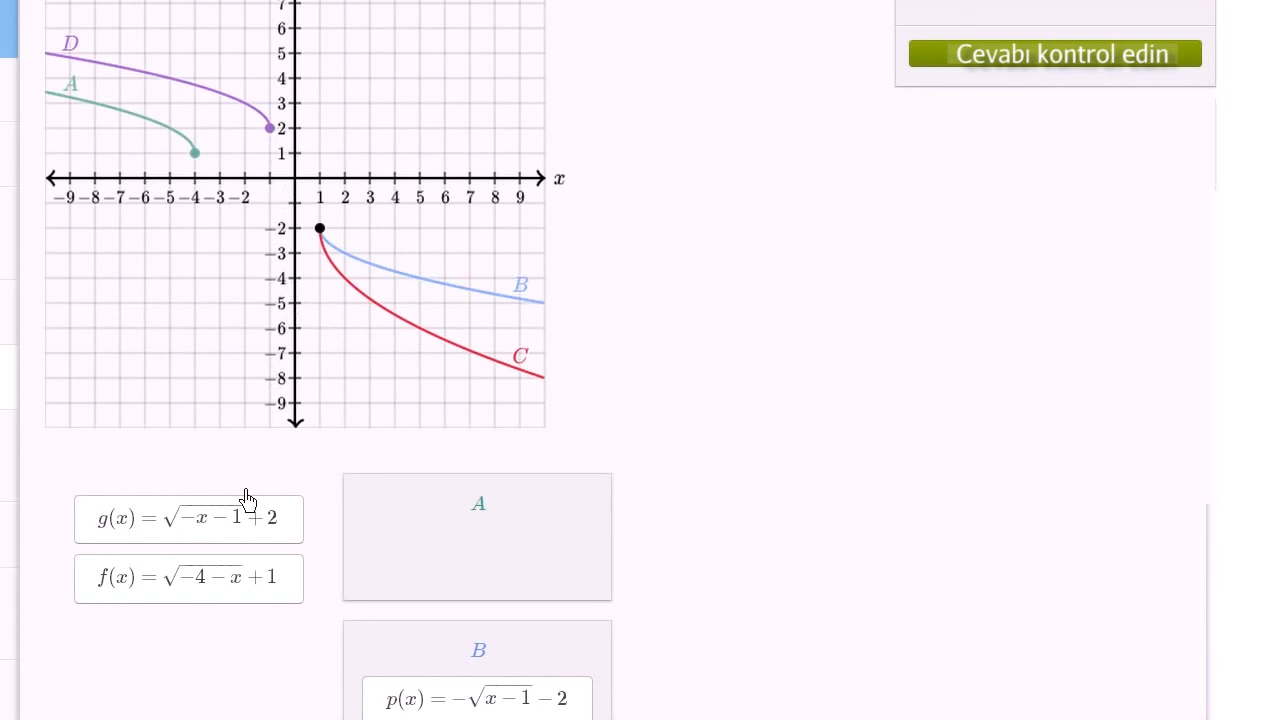 7
6
D
5
Cevabı kontrol edin
A
4
3
2
1
x
−9 −8 −7 −6 −5 −4 −3 −2 1 2 3 4 5 6 7 8 9
−2
−3
−4
B
−5
−6
−7
C
−8
−9
A
g(x) = √−x − 1 + 2
f(x) = √−4 − x + 1
B
p(x) = −√x − 1 − 2